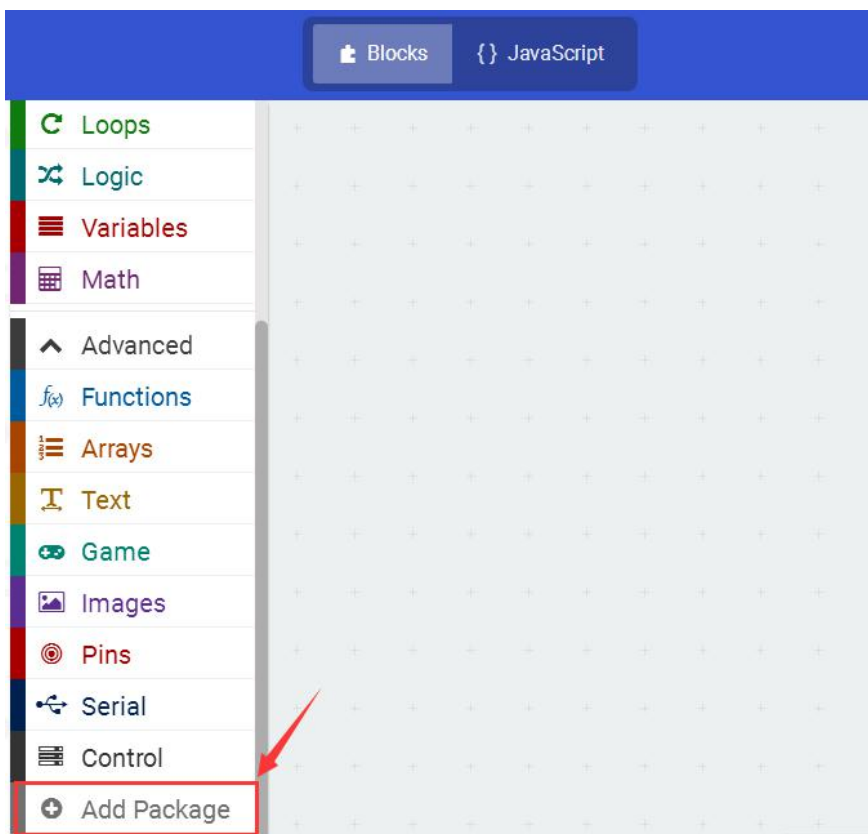 Blocks
{} JavaScript
Loops
Logic
Variables
Math
Advanced
f(x) Functions
Arrays
Text
Game
Images
Pins
Serial
Control
Add Package